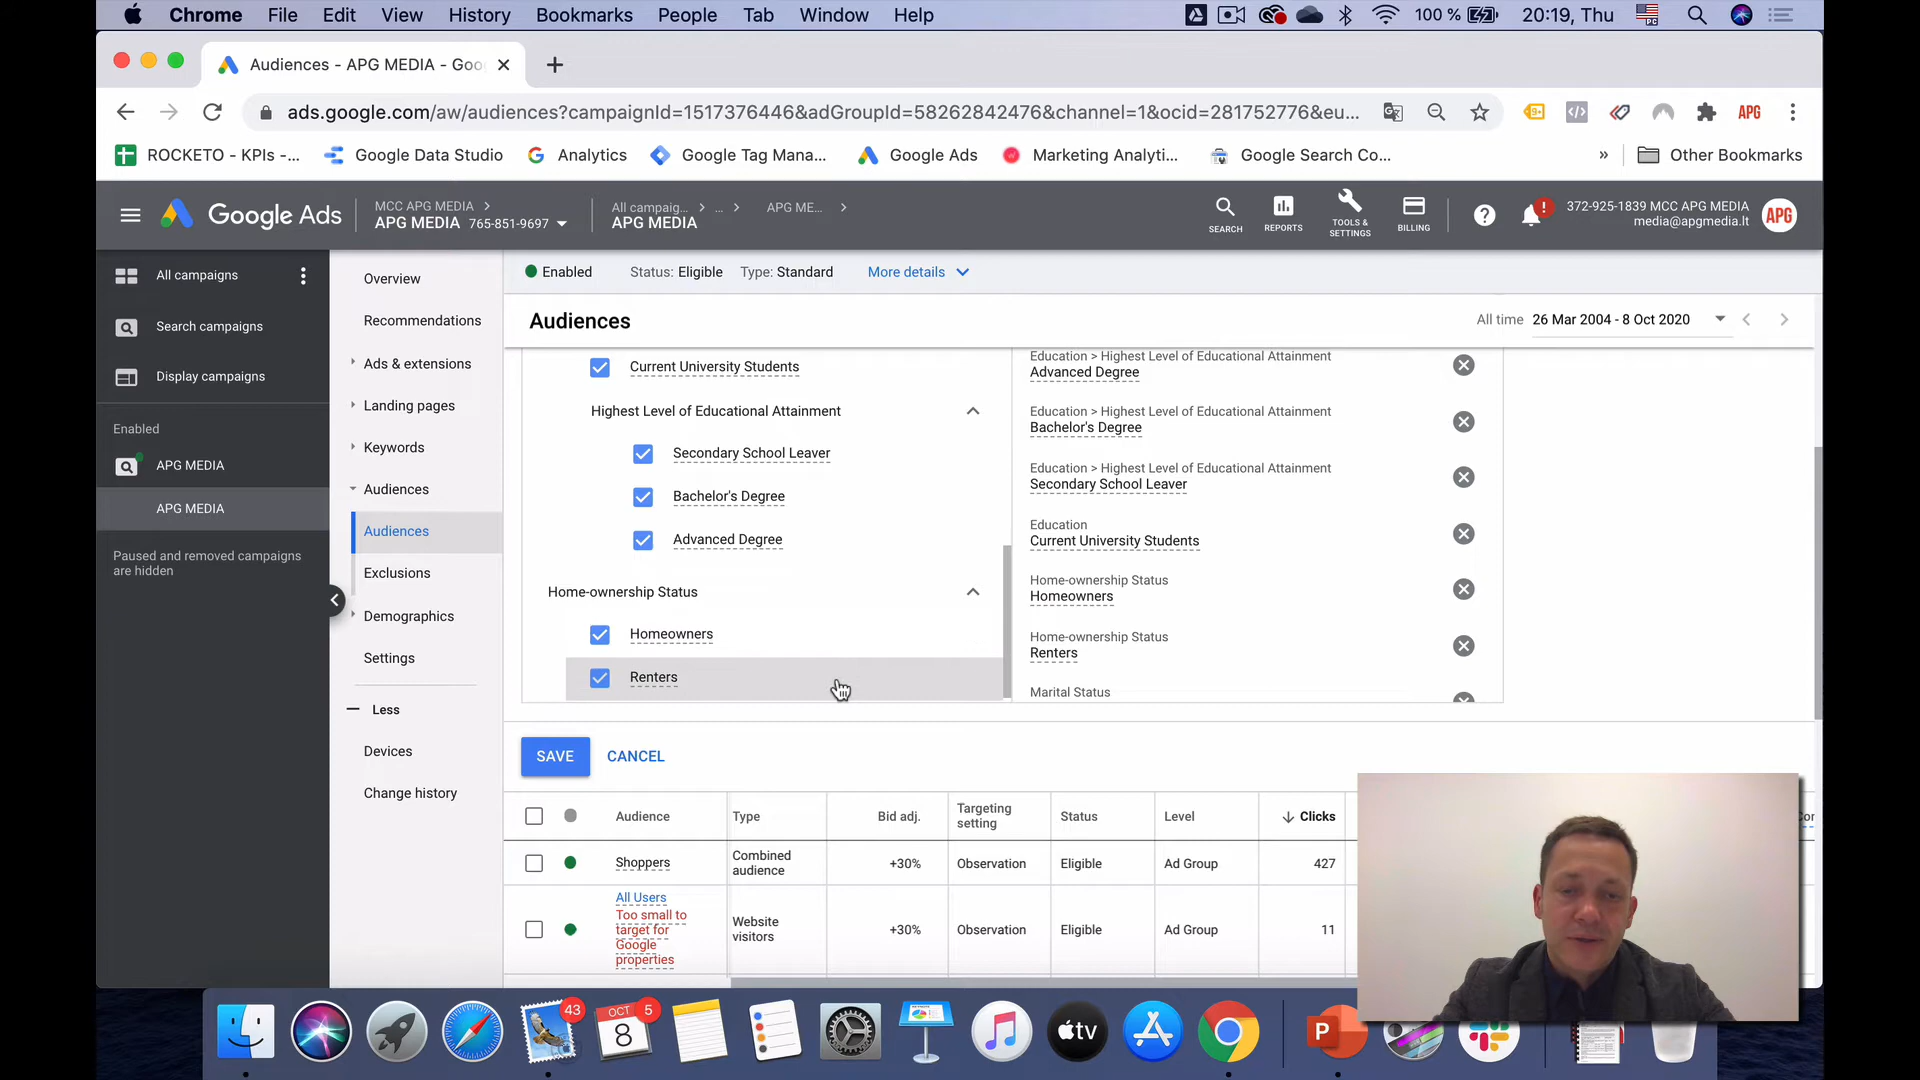 Chrome File Edit View History Bookmarks People Tab Window Help 100 % 20:19, Thu
Audiences - APG MEDIA - Goo
ads.google.com/aw/audiences?campaignId=1517376446&adGroupId=58262842476&channel=1&ocid=281752776&eu...
ROCKETO - KPIs -... Google Data Studio Analytics Google Tag Mana... Google Ads Marketing Analyti... Google Search Co... » Other Bookmarks
Google Ads
MCC APG MEDIA
APG MEDIA 765-851-9697
All campaig... ... APG ME...
APG MEDIA
SEARCH REPORTS TOOLS & SETTINGS BILLING
372-925-1839 MCC APG MEDIA
media@apgmedia.lt
APG
All campaigns
Search campaigns
Display campaigns
Enabled
APG MEDIA
APG MEDIA
Paused and removed campaigns
are hidden
Overview
Recommendations
Ads & extensions
Landing pages
Keywords
Audiences
Audiences
Exclusions
Demographics
Settings
Less
Devices
Change history
Enabled Status: Eligible Type: Standard More details
Audiences
All time 26 Mar 2004 - 8 Oct 2020
Current University Students
Highest Level of Educational Attainment
Secondary School Leaver
Bachelor's Degree
Advanced Degree
Home-ownership Status
Homeowners
Renters
Education > Highest Level of Educational Attainment
Advanced Degree
Education > Highest Level of Educational Attainment
Bachelor's Degree
Education > Highest Level of Educational Attainment
Secondary School Leaver
Education
Current University Students
Home-ownership Status
Homeowners
Home-ownership Status
Renters
Marital Status
SAVE CANCEL
Audience Type Bid adj. Targeting setting Status Level Clicks
Shoppers Combined audience +30% Observation Eligible Ad Group 427
All Users
Too small to
target for
Google
properties
Website visitors +30% Observation Eligible Ad Group 11
43
OCT 5
8
tv
P